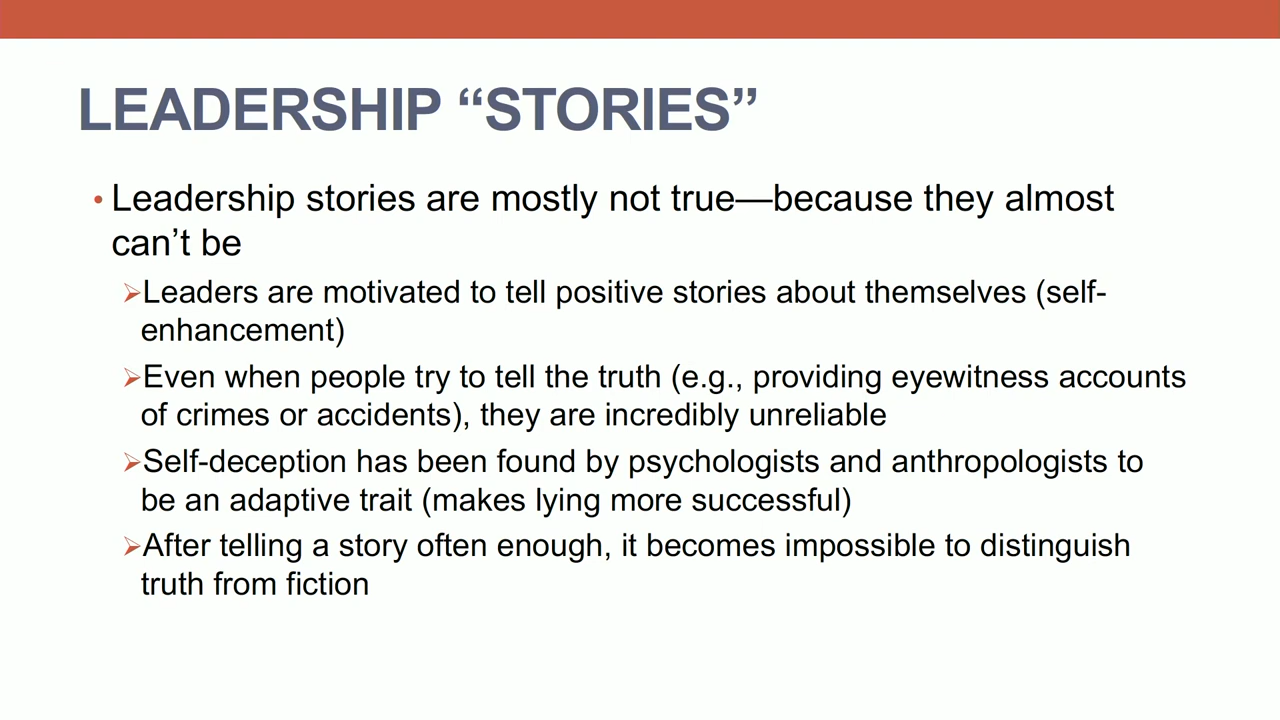 LEADERSHIP “STORIES”
• Leadership stories are mostly not true—because they almost
can’t be
➢Leaders are motivated to tell positive stories about themselves (self-
enhancement)
➢Even when people try to tell the truth (e.g., providing eyewitness accounts
of crimes or accidents), they are incredibly unreliable
➢Self-deception has been found by psychologists and anthropologists to
be an adaptive trait (makes lying more successful)
➢After telling a story often enough, it becomes impossible to distinguish
truth from fiction